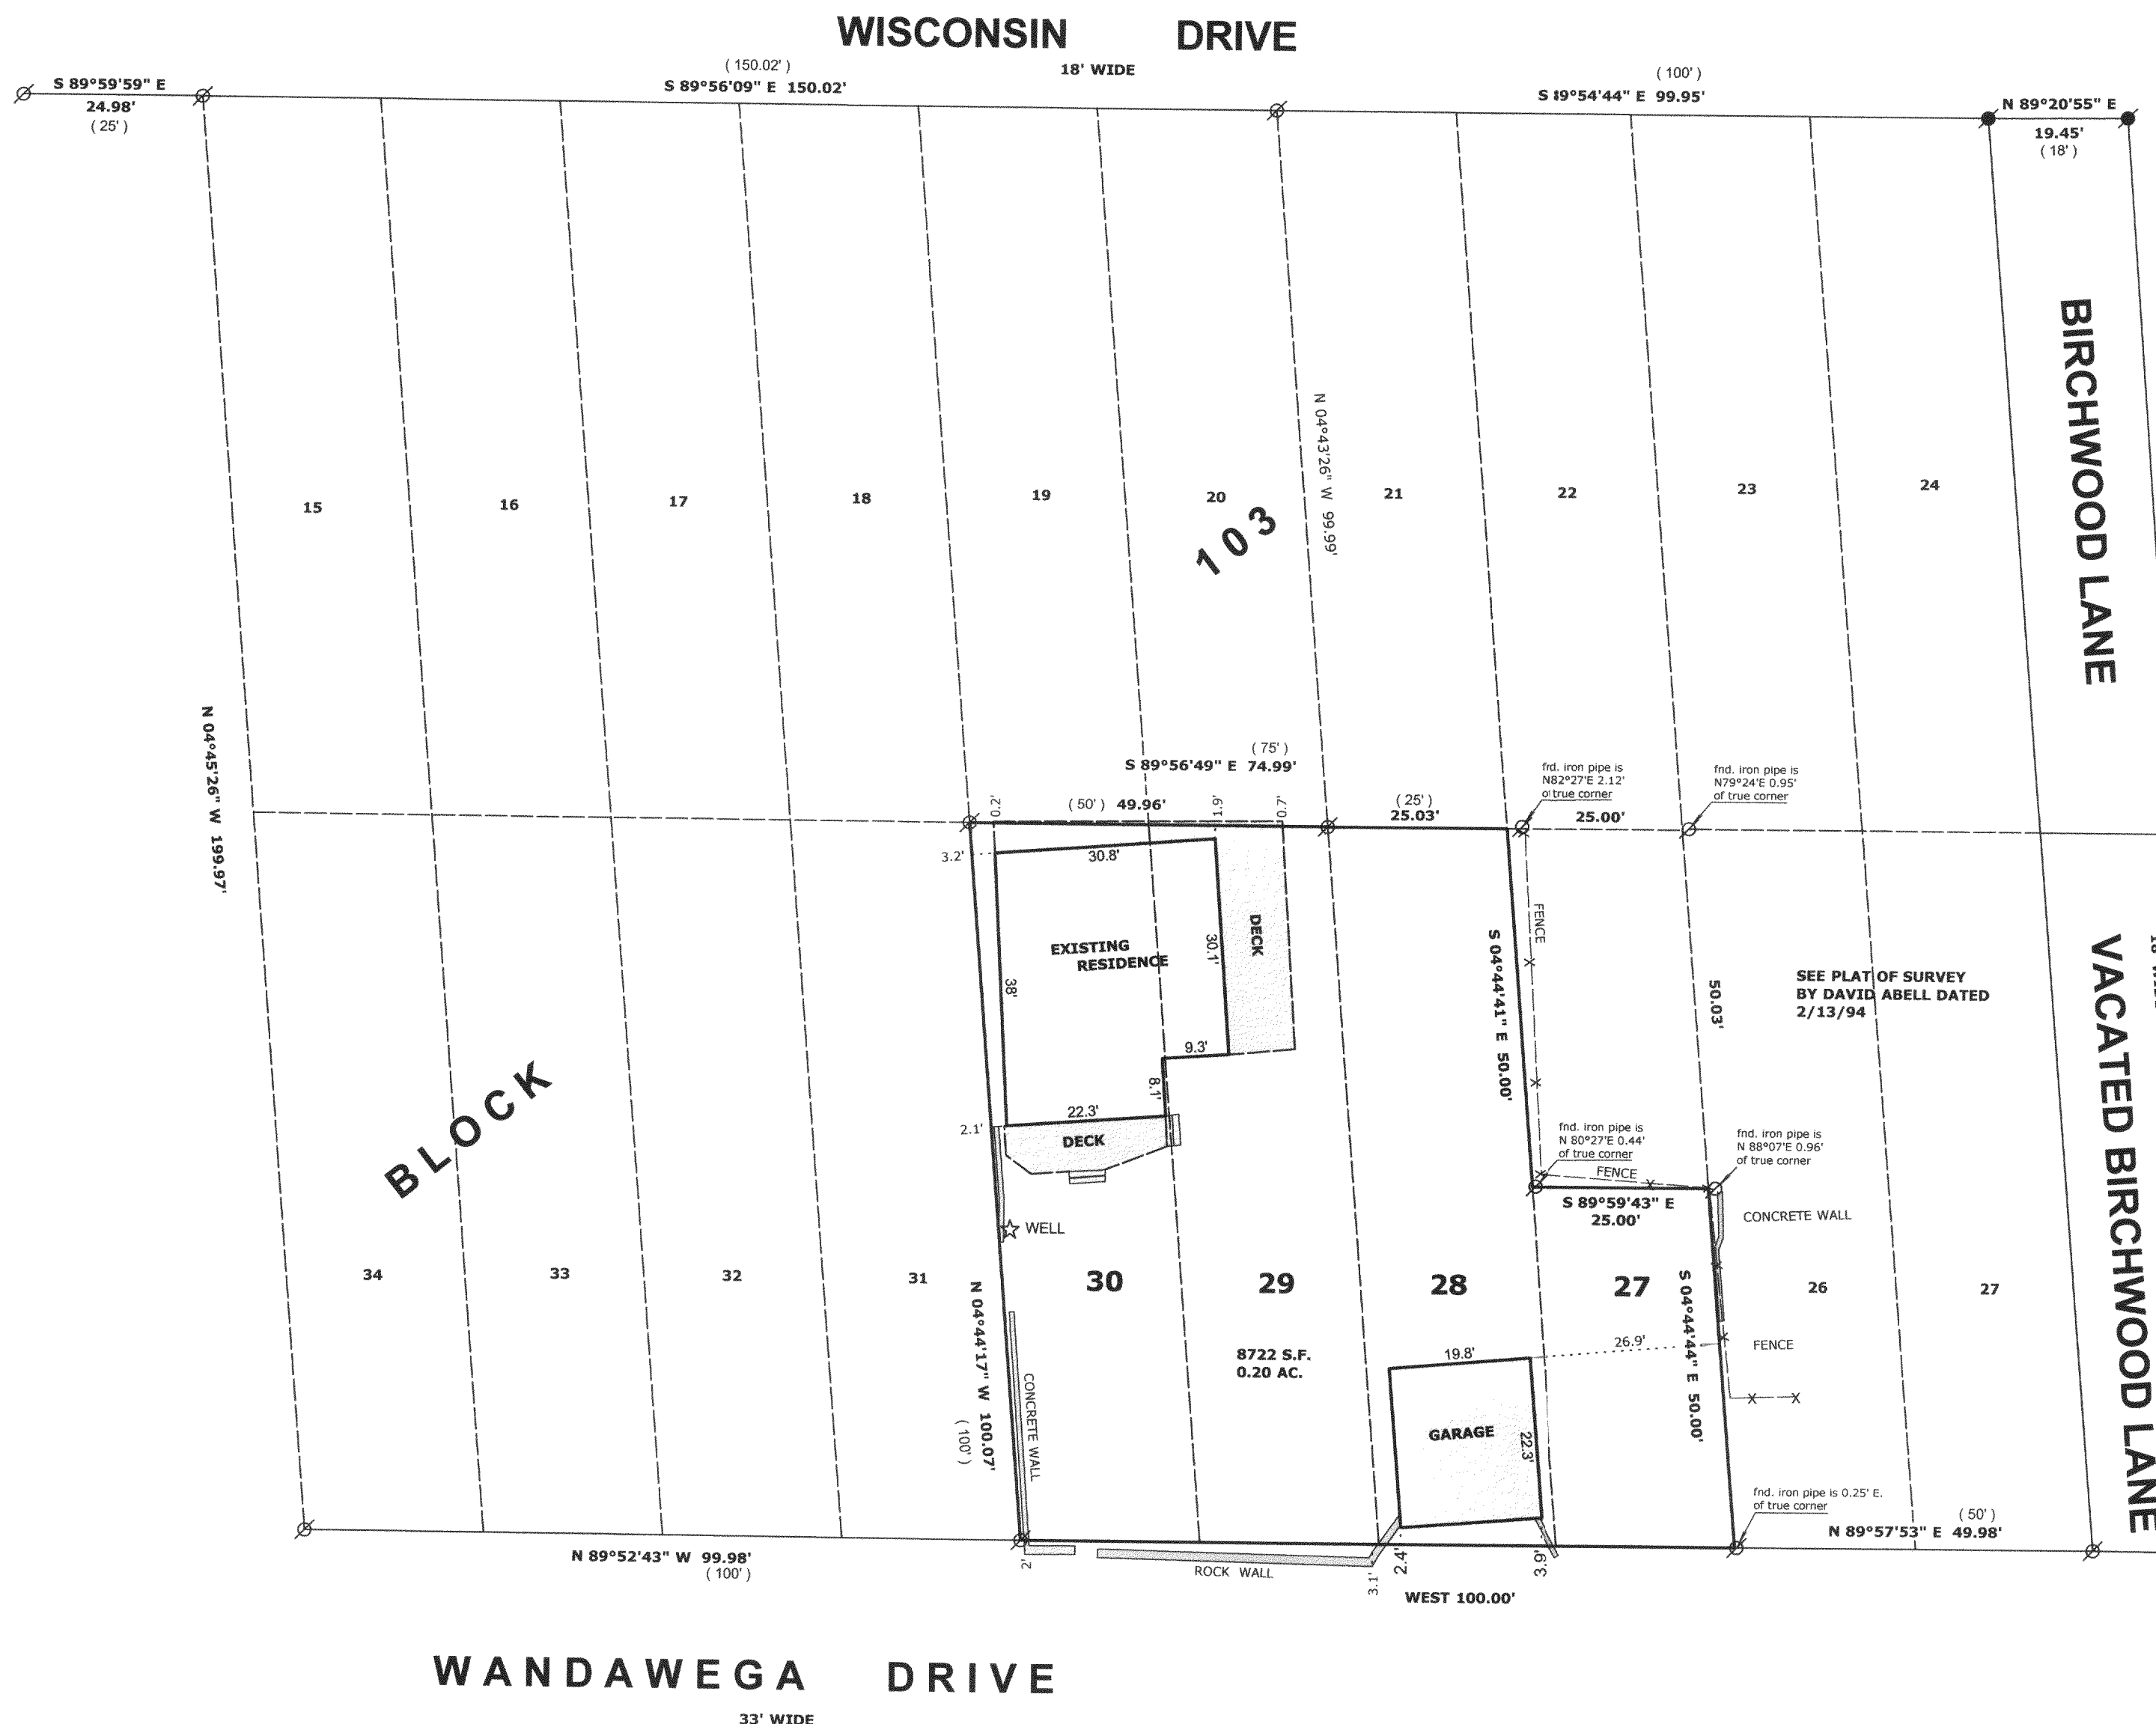 WISCONSIN DRIVE
18' WIDE
S 89°59'59" E
24.98'
( 25' )
( 150.02' )
S 89°56'09" E 150.02'
( 100' )
S 89°54'44" E 99.95'
N 89°20'55" E
19.45'
( 18' )
BIRCHWOOD LANE
N 04°43'26" W 99.99'
15
16
17
18
19
20
21
22
23
24
103
N 04°45'26" W 199.97'
( 75' )
S 89°56'49" E 74.99'
( 50' ) 49.96'
0.2'
1.9'
0.7'
( 25' )
25.03'
25.00'
frd. iron pipe is
N82°27'E 2.12'
of true corner
fnd. iron pipe is
N79°24'E 0.95'
of true corner
3.2'
30.8'
EXISTING
RESIDENCE
38'
30.1'
DECK
9.3'
8.1'
22.3'
2.1'
DECK
FENCE
S 04°44'41" E 50.00'
50.03'
SEE PLAT OF SURVEY
BY DAVID ABELL DATED
2/13/94
VACATED BIRCHWOOD LANE
BLOCK
fnd. iron pipe is
N 80°27'E 0.44'
of true corner
fnd. iron pipe is
N 88°07'E 0.96'
of true corner
FENCE
S 89°59'43" E
25.00'
CONCRETE WALL
WELL
34
33
32
31
30
29
28
27
26
27
N 04°44'17" W 100.07'
( 100' )
CONCRETE WALL
8722 S.F.
0.20 AC.
19.8'
26.9'
S 04°44'44" E 50.00'
FENCE
GARAGE
22.3'
fnd. iron pipe is 0.25' E.
of true corner
( 50' )
N 89°57'53" E 49.98'
N 89°52'43" W 99.98'
( 100' )
2'
ROCK WALL
3.1'
2.4'
3.9'
WEST 100.00'
WANDAWEGA DRIVE
33' WIDE